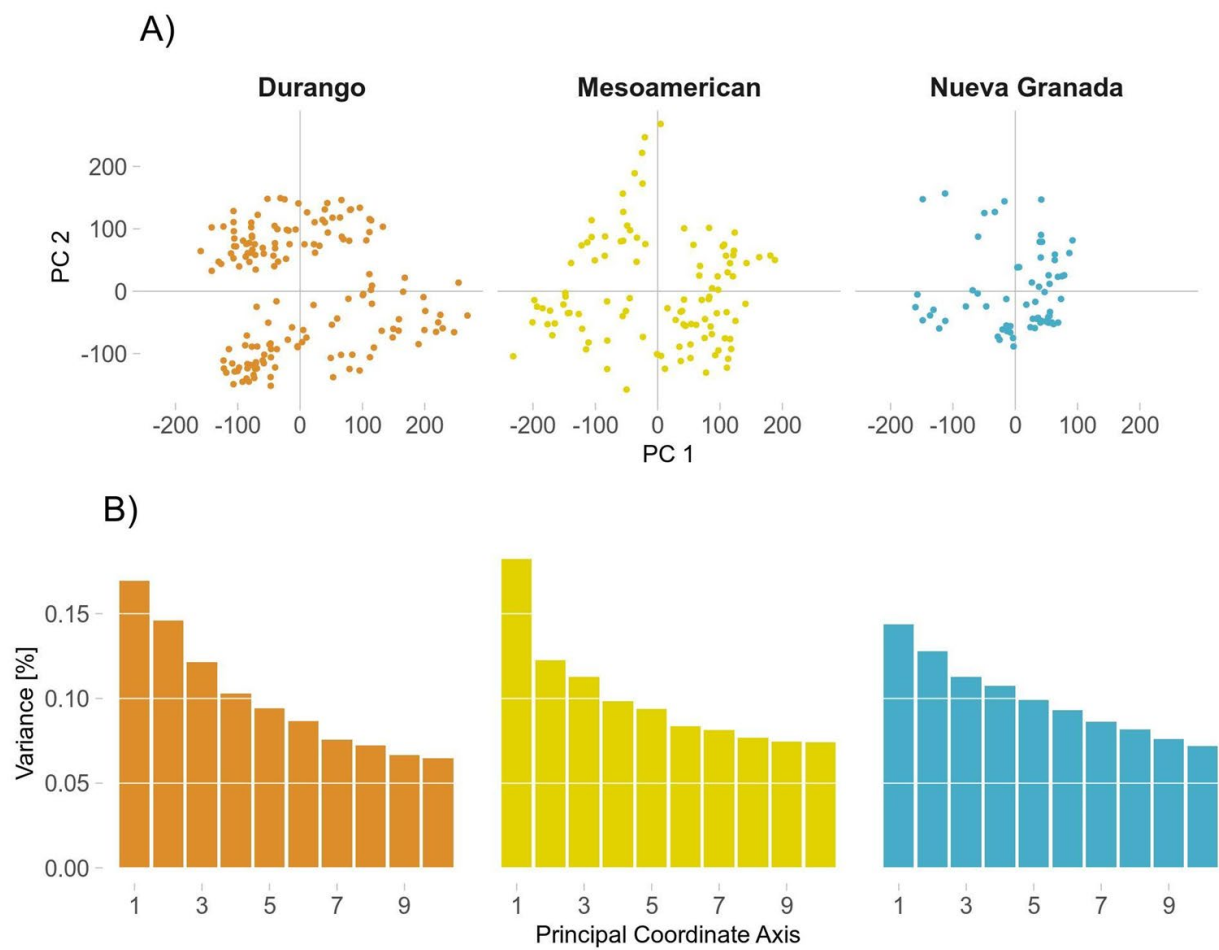 A)
Durango Mesoamerican Nueva Granada
PC 2
200
100
0
-100
-200 -100 0 100 200 -200 -100 0 100 200 -200 -100 0 100 200
PC 1
B)
Variance [%]
0.15
0.10
0.05
0.00
1 3 5 7 9 1 3 5 7 9 1 3 5 7 9
Principal Coordinate Axis